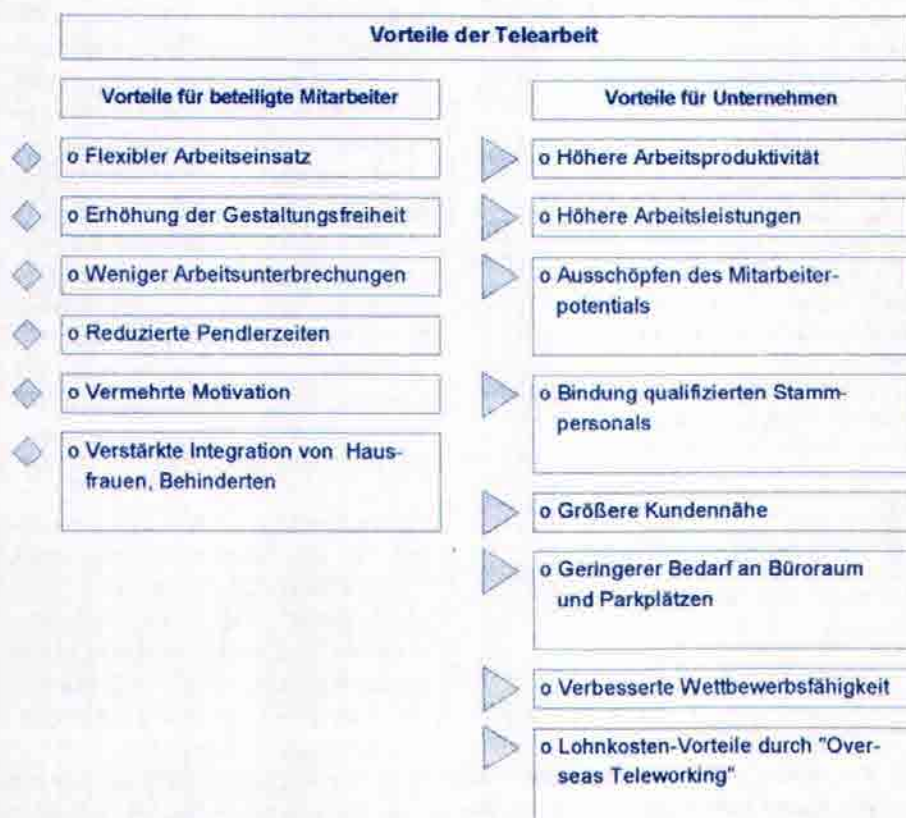 Vorteile der Telearbeit
Vorteile für beteiligte Mitarbeiter
o Flexibler Arbeitseinsatz
o Erhöhung der Gestaltungsfreiheit
o Weniger Arbeitsunterbrechungen
o Reduzierte Pendlerzeiten
o Vermehrte Motivation
o Verstärkte Integration von Haus-
frauen, Behinderten
Vorteile für Unternehmen
o Höhere Arbeitsproduktivität
o Höhere Arbeitsleistungen
o Ausschöpfen des Mitarbeiter-
potentials
o Bindung qualifizierten Stamm-
personals
o Größere Kundennähe
o Geringerer Bedarf an Büroraum
und Parkplätzen
o Verbesserte Wettbewerbsfähigkeit
o Lohnkosten-Vorteile durch "Over-
seas Teleworking"